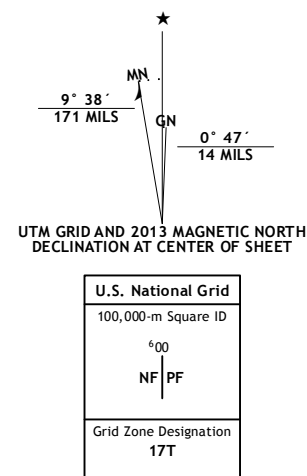 ★
MN
9° 38´
171 MILS
GN
0° 47´
14 MILS
UTM GRID AND 2013 MAGNETIC NORTH
DECLINATION AT CENTER OF SHEET
U.S. National Grid
100,000-m Square ID
⁶00
NF PF
Grid Zone Designation
17T